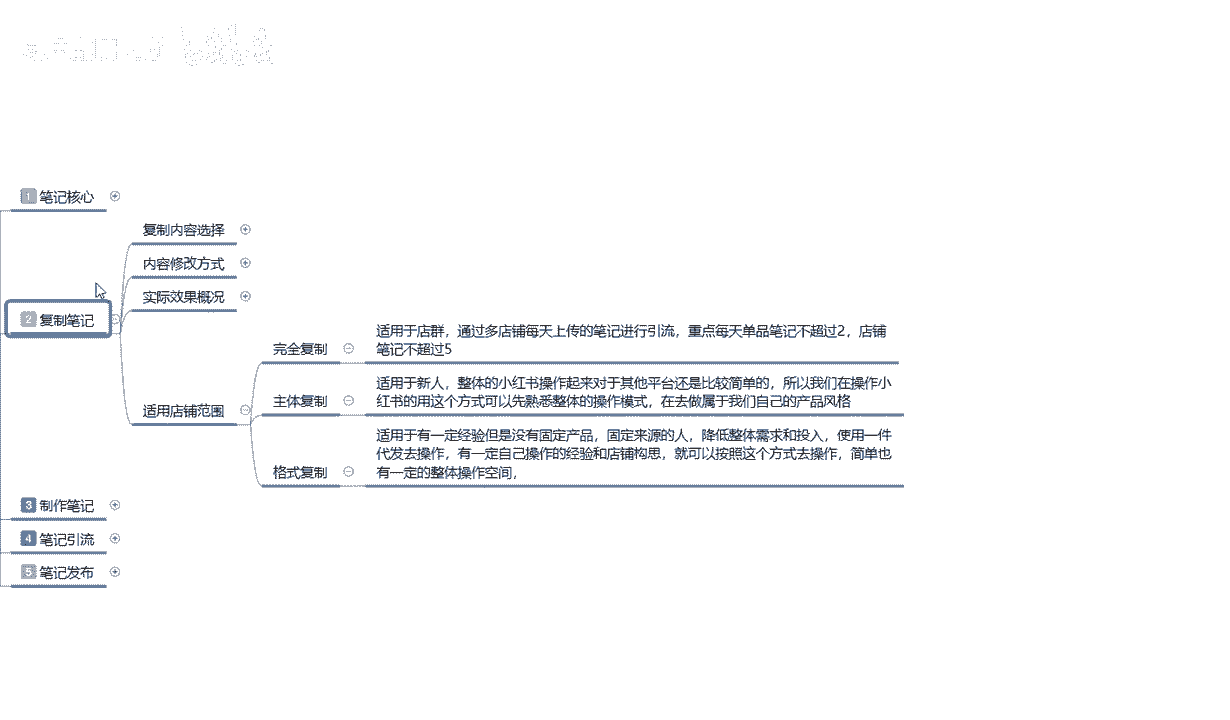 1 笔记核心
2 复制笔记
复制内容选择
内容修改方式
实际效果概况
适用店铺范围
完全复制
适用于店群，通过多店铺每天上传的笔记进行引流，重点每天单品笔记不超过2，店铺
笔记不超过5
主体复制
适用于新人，整体的小红书操作起来对于其他平台还是比较简单的，所以我们在操作小
红书的用这个方式可以先熟悉整体的操作模式，在去做属于我们自己的产品风格
格式复制
适用于有一定经验但是没有固定产品，固定来源的人，降低整体需求和投入，使用一件
代发去操作，有一定自己操作的经验和店铺构思，就可以按照这个方式去操作，简单也
有一定的整体操作空间，
3 制作笔记
4 笔记引流
5 笔记发布